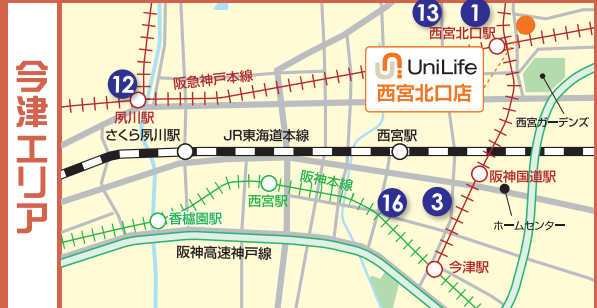 今津エリア
13
1
西宮北口駅
12
阪急神戸本線
UniLife
西宮北口店
夙川駅
西宮ガーデンズ
さくら夙川駅
JR東海道本線
西宮駅
阪神本線
阪神国道駅
西宮駅
16
3
香櫨園駅
ホームセンター
阪神高速神戸線
今津駅